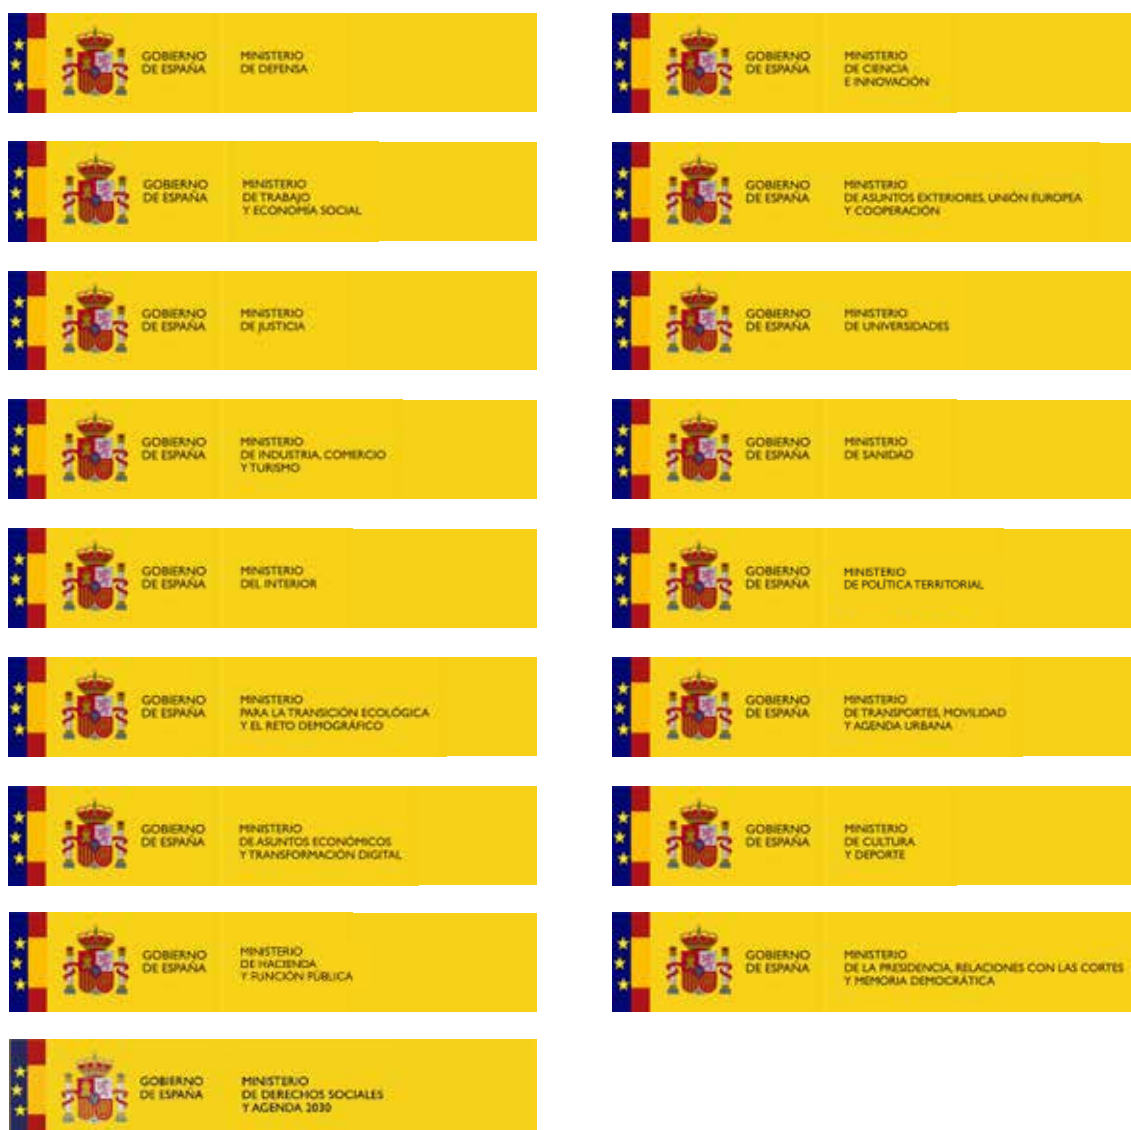 GOBIERNO
DE ESPAÑA
MINISTERIO
DE DEFENSA
GOBIERNO
DE ESPAÑA
MINISTERIO
DE CIENCIA
E INNOVACIÓN
GOBIERNO
DE ESPAÑA
MINISTERIO
DE TRABAJO
Y ECONOMÍA SOCIAL
GOBIERNO
DE ESPAÑA
MINISTERIO
DE ASUNTOS EXTERIORES, UNIÓN EUROPEA
Y COOPERACIÓN
GOBIERNO
DE ESPAÑA
MINISTERIO
DE JUSTICIA
GOBIERNO
DE ESPAÑA
MINISTERIO
DE UNIVERSIDADES
GOBIERNO
DE ESPAÑA
MINISTERIO
DE INDUSTRIA, COMERCIO
Y TURISMO
GOBIERNO
DE ESPAÑA
MINISTERIO
DE SANIDAD
GOBIERNO
DE ESPAÑA
MINISTERIO
DEL INTERIOR
GOBIERNO
DE ESPAÑA
MINISTERIO
DE POLÍTICA TERRITORIAL
GOBIERNO
DE ESPAÑA
MINISTERIO
PARA LA TRANSICIÓN ECOLÓGICA
Y EL RETO DEMOGRÁFICO
GOBIERNO
DE ESPAÑA
MINISTERIO
DE TRANSPORTES, MOVILIDAD
Y AGENDA URBANA
GOBIERNO
DE ESPAÑA
MINISTERIO
DE ASUNTOS ECONÓMICOS
Y TRANSFORMACIÓN DIGITAL
GOBIERNO
DE ESPAÑA
MINISTERIO
DE CULTURA
Y DEPORTE
GOBIERNO
DE ESPAÑA
MINISTERIO
DE HACIENDA
Y FUNCIÓN PÚBLICA
GOBIERNO
DE ESPAÑA
MINISTERIO
DE LA PRESIDENCIA, RELACIONES CON LAS CORTES
Y MEMORIA DEMOCRÁTICA
GOBIERNO
DE ESPAÑA
MINISTERIO
DE DERECHOS SOCIALES
Y AGENDA 2030